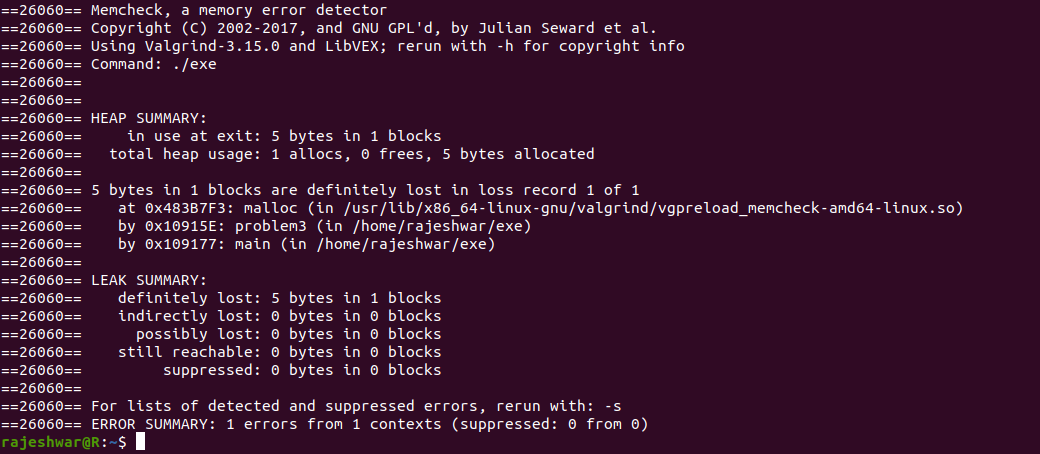 ==26060== Memcheck, a memory error detector
==26060== Copyright (C) 2002-2017, and GNU GPL'd, by Julian Seward et al.
==26060== Using Valgrind-3.15.0 and LibVEX; rerun with -h for copyright info
==26060== Command: ./exe
==26060==
==26060==
==26060== HEAP SUMMARY:
==26060==     in use at exit: 5 bytes in 1 blocks
==26060==   total heap usage: 1 allocs, 0 frees, 5 bytes allocated
==26060==
==26060== 5 bytes in 1 blocks are definitely lost in loss record 1 of 1
==26060==    at 0x483B7F3: malloc (in /usr/lib/x86_64-linux-gnu/valgrind/vgpreload_memcheck-amd64-linux.so)
==26060==    by 0x10915E: problem3 (in /home/rajeshwar/exe)
==26060==    by 0x109177: main (in /home/rajeshwar/exe)
==26060==
==26060== LEAK SUMMARY:
==26060==    definitely lost: 5 bytes in 1 blocks
==26060==    indirectly lost: 0 bytes in 0 blocks
==26060==      possibly lost: 0 bytes in 0 blocks
==26060==    still reachable: 0 bytes in 0 blocks
==26060==         suppressed: 0 bytes in 0 blocks
==26060==
==26060== For lists of detected and suppressed errors, rerun with: -s
==26060== ERROR SUMMARY: 1 errors from 1 contexts (suppressed: 0 from 0)
rajeshwar@R:~$